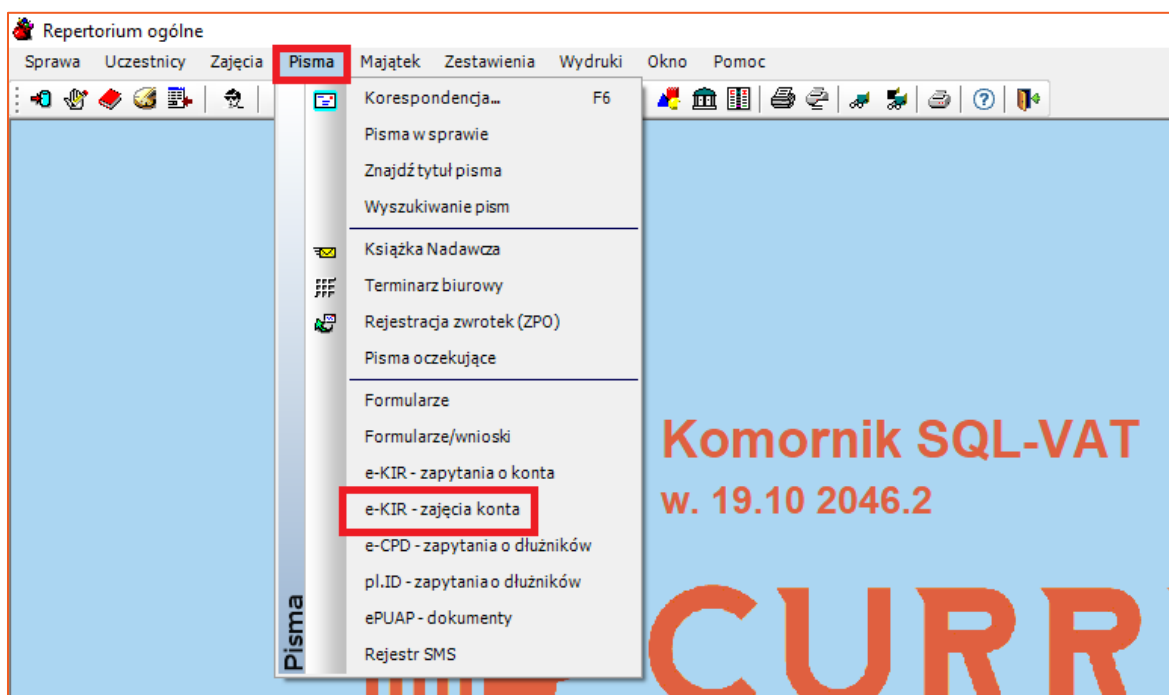 Repertorium ogólne
Sprawa Uczestnicy Zajęcia Pisma Majątek Zestawienia Wydruki Okno Pomoc
Korespondencja... F6
Pisma w sprawie
Znajdź tytuł pisma
Wyszukiwanie pism
Książka Nadawcza
Terminarz biurowy
Rejestracja zwrotek (ZPO)
Pisma oczekujące
Formularze
Formularze/wnioski
e-KIR - zapytania o konta
e-KIR - zajęcia konta
e-CPD - zapytania o dłużników
pl.ID - zapytania o dłużników
ePUAP - dokumenty
Rejestr SMS
Pisma
Komornik SQL-VAT
w. 19.10 2046.2
CURR